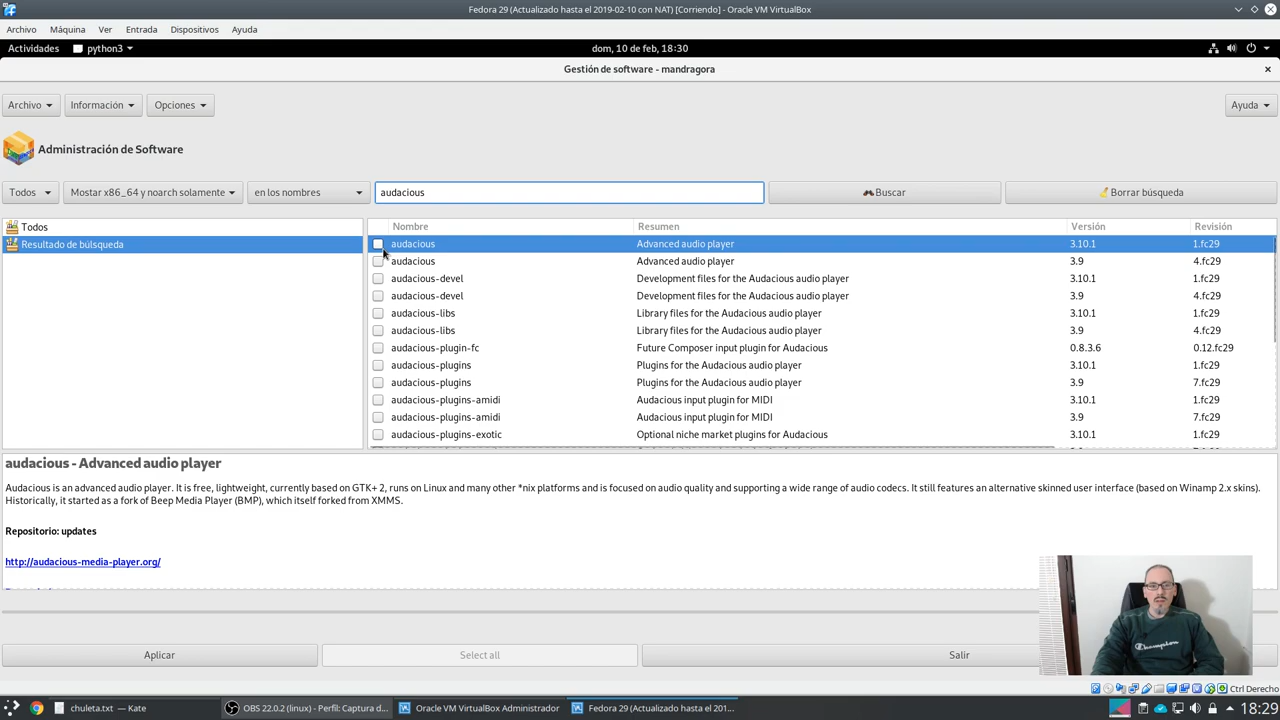 Fedora 29 (Actualizado hasta el 2019-02-10 con NAT) [Corriendo] - Oracle VM VirtualBox
Archivo Máquina Ver Entrada Dispositivos Ayuda
Actividades python3 dom, 10 de feb, 18:30
Gestión de software - mandragora
Archivo Información Opciones Ayuda
Administración de Software
Todos Mostar x86_64 y noarch solamente en los nombres audacious Buscar Borrar búsqueda
Todos
Resultado de búlsqueda
Nombre Resumen Versión Revisión
audacious Advanced audio player 3.10.1 1.fc29
audacious Advanced audio player 3.9 4.fc29
audacious-devel Development files for the Audacious audio player 3.10.1 1.fc29
audacious-devel Development files for the Audacious audio player 3.9 4.fc29
audacious-libs Library files for the Audacious audio player 3.10.1 1.fc29
audacious-libs Library files for the Audacious audio player 3.9 4.fc29
audacious-plugin-fc Future Composer input plugin for Audacious 0.8.3.6 0.12.fc29
audacious-plugins Plugins for the Audacious audio player 3.10.1 1.fc29
audacious-plugins Plugins for the Audacious audio player 3.9 7.fc29
audacious-plugins-amidi Audacious input plugin for MIDI 3.10.1 1.fc29
audacious-plugins-amidi Audacious input plugin for MIDI 3.9 7.fc29
audacious-plugins-exotic Optional niche market plugins for Audacious 3.10.1 1.fc29
audacious - Advanced audio player
Audacious is an advanced audio player. It is free, lightweight, currently based on GTK+ 2, runs on Linux and many other *nix platforms and is focused on audio quality and supporting a wide range of audio codecs. It still features an alternative skinned user interface (based on Winamp 2.x skins).
Historically, it started as a fork of Beep Media Player (BMP), which itself forked from XMMS.
Repositorio: updates
http://audacious-media-player.org/
Champion
Aplicar Select all Salir
Ctrl Derecho
chuleta.txt — Kate OBS 22.0.2 (linux) - Perfil: Captura d... Oracle VM VirtualBox Administrador Fedora 29 (Actualizado hasta el 201... 18:29